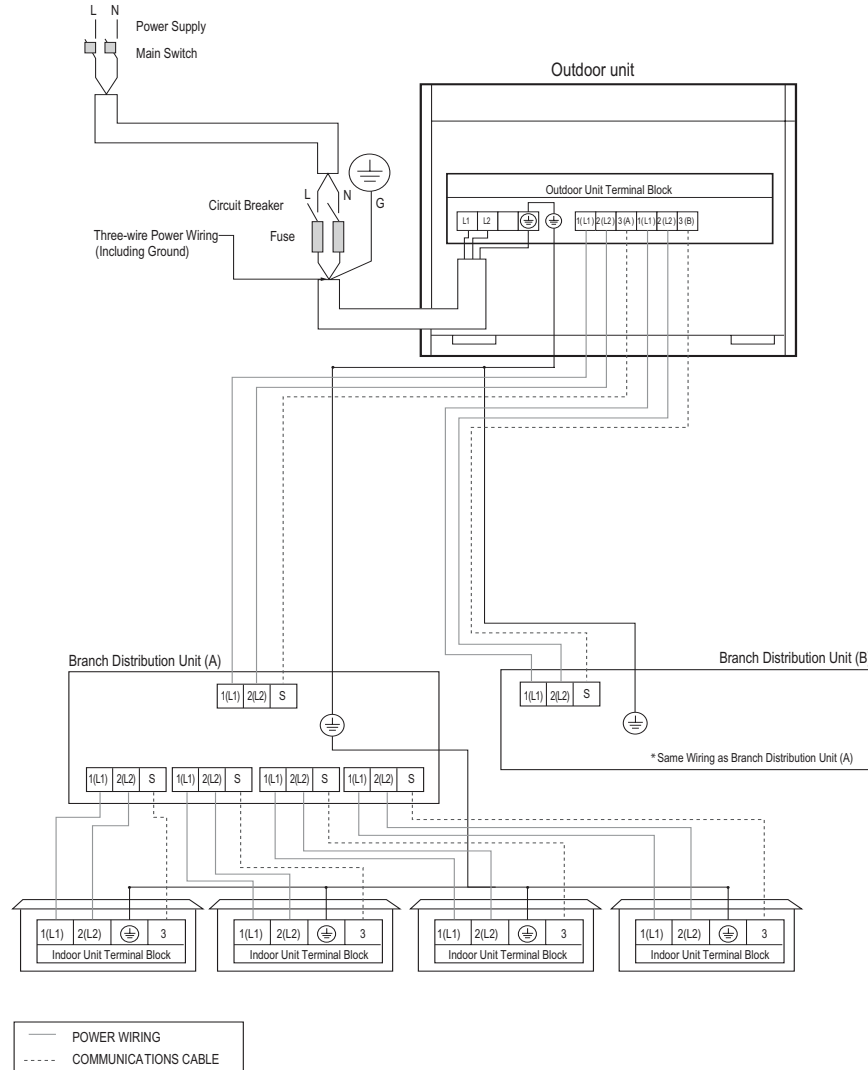 L N
Power Supply
Main Switch
Outdoor unit
Outdoor Unit Terminal Block
L1 L2 1(L1) 2(L2) 3(A) 1(L1) 2(L2) 3(B)
L N G
Circuit Breaker
Fuse
Three-wire Power Wiring
(Including Ground)
Branch Distribution Unit (A)
1(L1) 2(L2) S
1(L1) 2(L2) S 1(L1) 2(L2) S 1(L1) 2(L2) S 1(L1) 2(L2) S
Branch Distribution Unit (B
1(L1) 2(L2) S
*Same Wiring as Branch Distribution Unit (A)
1(L1) 2(L2) 3
Indoor Unit Terminal Block
1(L1) 2(L2) 3
Indoor Unit Terminal Block
1(L1) 2(L2) 3
Indoor Unit Terminal Block
1(L1) 2(L2) 3
Indoor Unit Terminal Block
POWER WIRING
COMMUNICATIONS CABLE